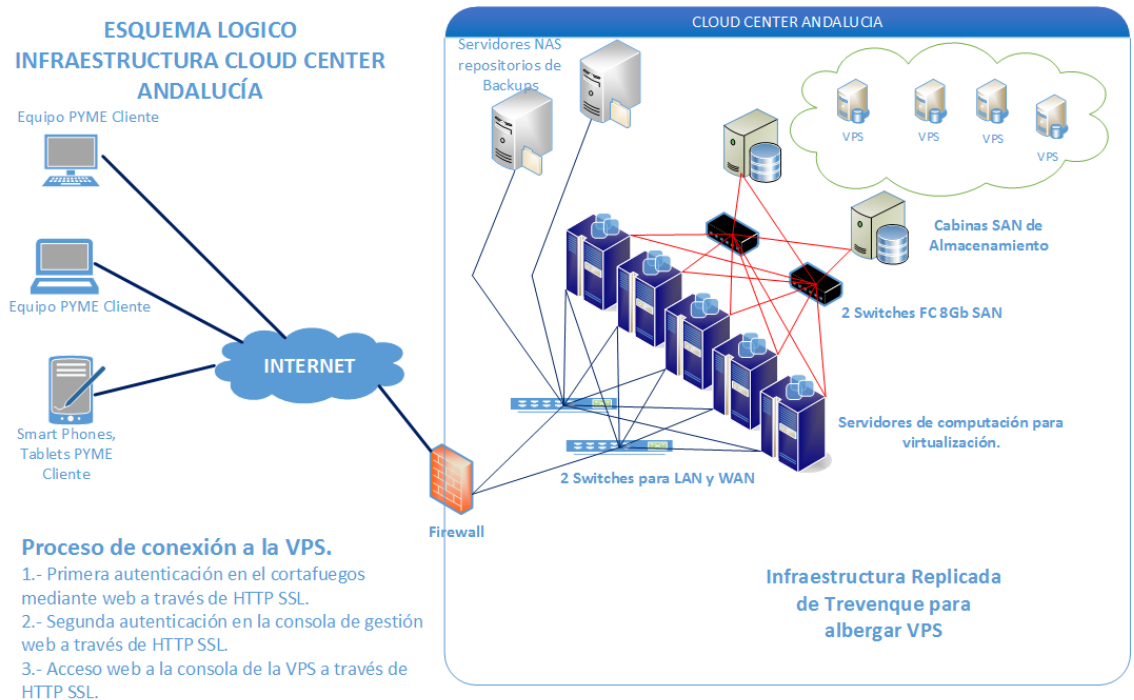 ESQUEMA LOGICO
INFRAESTRUCTURA CLOUD CENTER
ANDALUCÍA
Equipo PYME Cliente
Equipo PYME Cliente
Smart Phones,
Tablets PYME
Cliente
INTERNET
Firewall
Proceso de conexión a la VPS.
1.- Primera autenticación en el cortafuegos
mediante web a través de HTTP SSL.
2.- Segunda autenticación en la consola de gestión
web a través de HTTP SSL.
3.- Acceso web a la consola de la VPS a través de
HTTP SSL.
CLOUD CENTER ANDALUCIA
Servidores NAS
repositorios de
Backups
VPS
VPS
VPS
VPS
Cabinas SAN de
Almacenamiento
2 Switches FC 8Gb SAN
Servidores de computación para
virtualización.
2 Switches para LAN y WAN
Infraestructura Replicada
de Trevenque para
albergar VPS